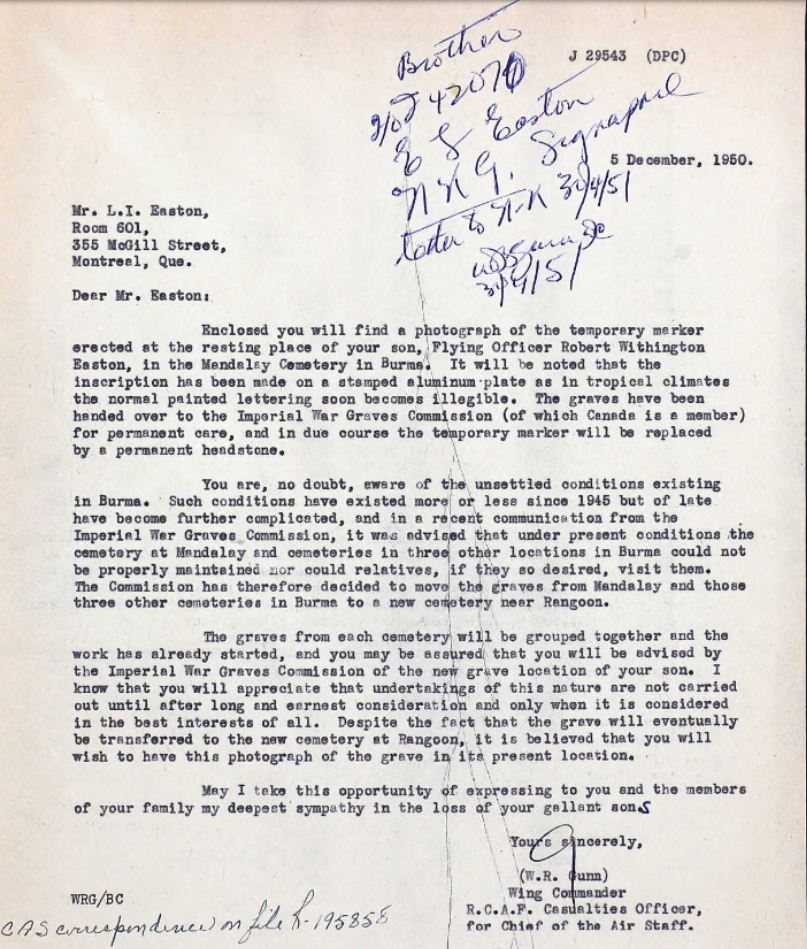 Brother
J 29543 (DPC)
E G Easton
5 December, 1950.
letter to N-K 30/4/51
30/4/51
Mr. L.I. Easton,
Room 601,
355 McGill Street,
Montreal, Que.
Dear Mr. Easton:
Enclosed you will find a photograph of the temporary marker
erected at the resting place of your son, Flying Officer Robert Withington
Easton, in the Mandalay Cemetery in Burma. It will be noted that the
inscription has been made on a stamped aluminum plate as in tropical climates
the normal painted lettering soon becomes illegible. The graves have been
handed over to the Imperial War Graves Commission (of which Canada is a member)
for permanent care, and in due course the temporary marker will be replaced
by a permanent headstone.
You are, no doubt, aware of the unsettled conditions existing
in Burma. Such conditions have existed more or less since 1945 but of late
have become further complicated, and in a recent communication from the
Imperial War Graves Commission, it was advised that under present conditions the
cemetery at Mandalay and cemeteries in three other locations in Burma could not
be properly maintained nor could relatives, if they so desired, visit them.
The Commission has therefore decided to move the graves from Mandalay and those
three other cemeteries in Burma to a new cemetery near Rangoon.
The graves from each cemetery will be grouped together and the
work has already started, and you may be assured that you will be advised by
the Imperial War Graves Commission of the new grave location of your son. I
know that you will appreciate that undertakings of this nature are not carried
out until after long and earnest consideration and only when it is considered
in the best interests of all. Despite the fact that the grave will eventually
be transferred to the new cemetery at Rangoon, it is believed that you will
wish to have this photograph of the grave in its present location.
May I take this opportunity of expressing to you and the members
of your family my deepest sympathy in the loss of your gallant sons
Yours sincerely,
(W.R. Gunn)
Wing Commander
R.C.A.F. Casualties Officer,
for Chief of the Air Staff.
WRG/BC
CAS correspondence on file R-195858